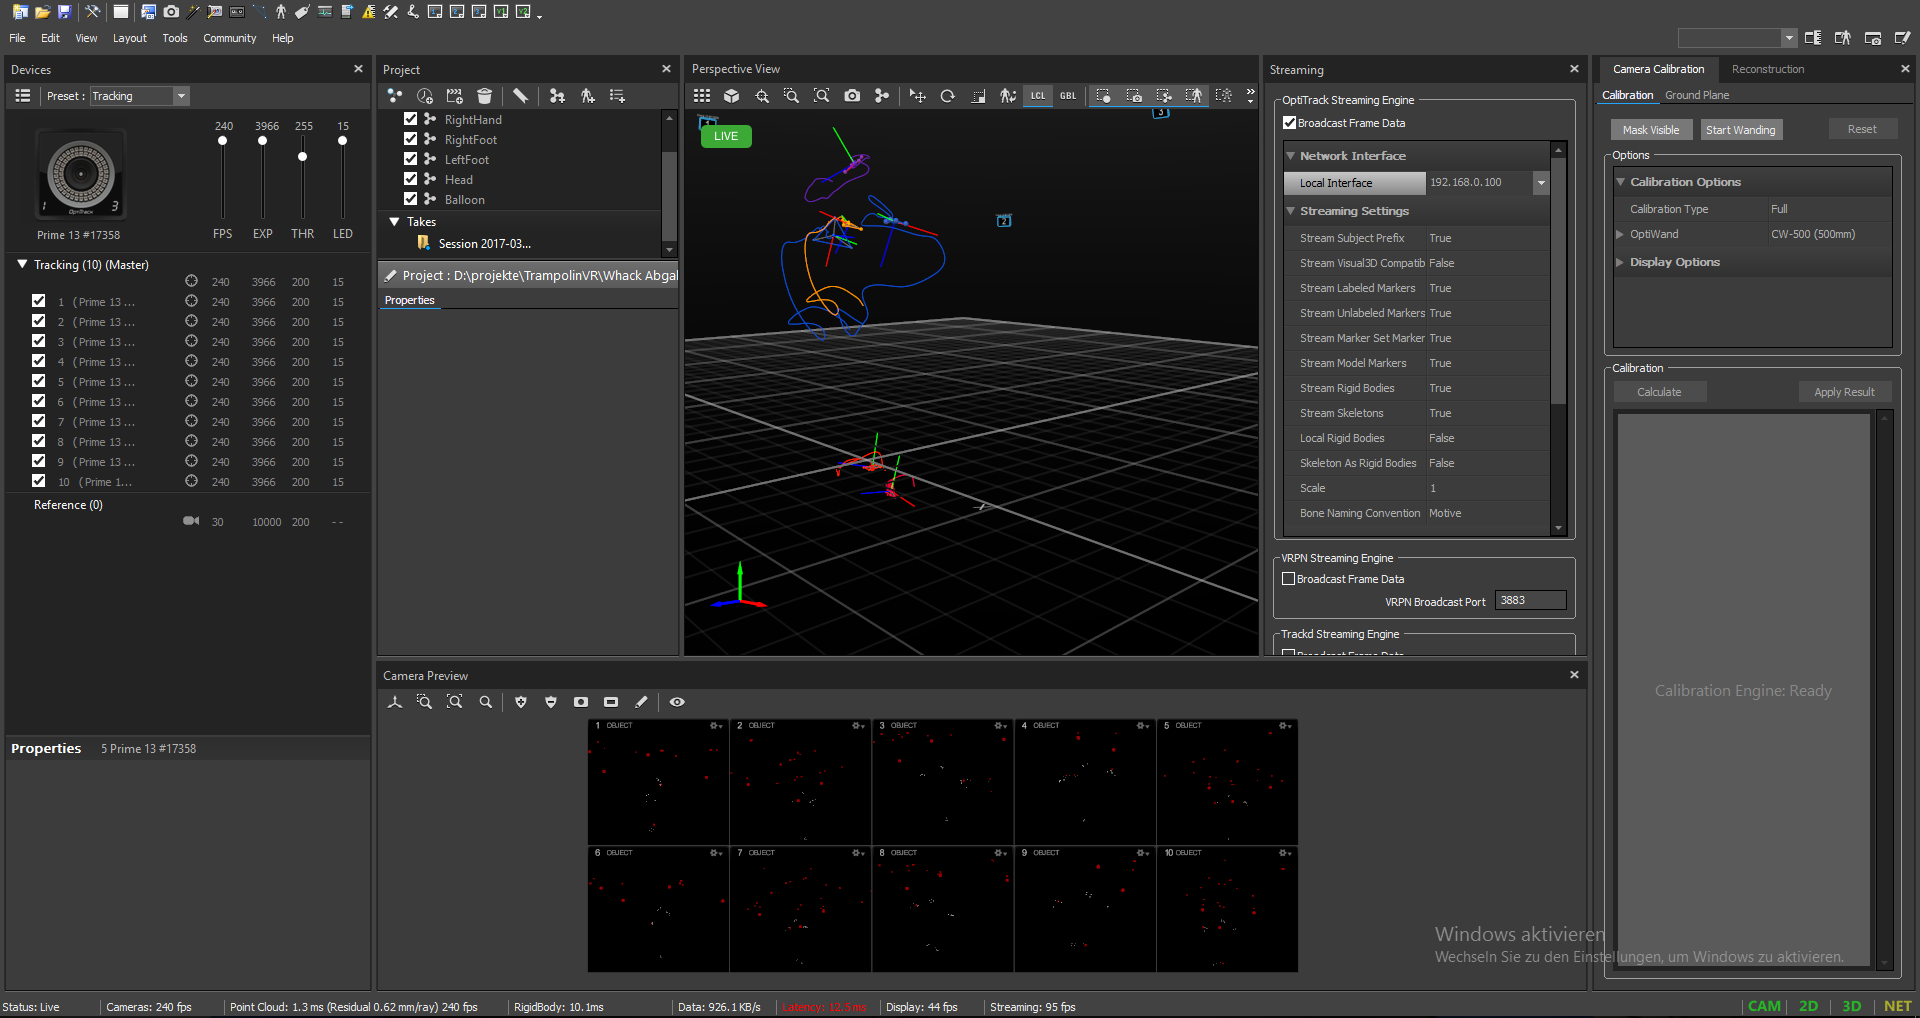 File Edit View Layout Tools Community Help
Devices
Preset : Tracking
1 3
OptiTrack
Prime 13 #17358
240 3966 255 15
FPS EXP THR LED
Tracking (10) (Master)
240 3966 200 15
1 (Prime 13 ... 240 3966 200 15
2 (Prime 13 ... 240 3966 200 15
3 (Prime 13 ... 240 3966 200 15
4 (Prime 13 ... 240 3966 200 15
5 (Prime 13 ... 240 3966 200 15
6 (Prime 13 ... 240 3966 200 15
7 (Prime 13 ... 240 3966 200 15
8 (Prime 13 ... 240 3966 200 15
9 (Prime 13 ... 240 3966 200 15
10 (Prime 1... 240 3966 200 15
Reference (0)
30 10000 200 --
Properties 5 Prime 13 #17358
Project
RightHand
RightFoot
LeftFoot
Head
Balloon
Takes
Session 2017-03...
Project : D:\projekte\TrampolinVR\Whack Abgal
Properties
Perspective View
LCL GBL
LIVE
1
2
3
Streaming
OptiTrack Streaming Engine
Broadcast Frame Data
Network Interface
Local Interface 192.168.0.100
Streaming Settings
Stream Subject Prefix True
Stream Visual3D Compatib False
Stream Labeled Markers True
Stream Unlabeled Markers True
Stream Marker Set Marker True
Stream Model Markers True
Stream Rigid Bodies True
Stream Skeletons True
Local Rigid Bodies False
Skeleton As Rigid Bodies False
Scale 1
Bone Naming Convention Motive
VRPN Streaming Engine
Broadcast Frame Data
VRPN Broadcast Port 3883
Trackd Streaming Engine
Broadcast Frame Data
Camera Calibration Reconstruction
Calibration Ground Plane
Mask Visible Start Wanding Reset
Options
Calibration Options
Calibration Type Full
OptiWand CW-500 (500mm)
Display Options
Calibration
Calculate Apply Result
Calibration Engine: Ready
Camera Preview
1 OBJECT 2 OBJECT 3 OBJECT 4 OBJECT 5 OBJECT
6 OBJECT 7 OBJECT 8 OBJECT 9 OBJECT 10 OBJECT
Windows aktivieren
Wechseln Sie zu den Einstellungen, um Windows zu aktivieren.
Status: Live Cameras: 240 fps Point Cloud: 1.3 ms (Residual 0.62 mm/ray) 240 fps RigidBody: 10.1ms Data: 926.1 KB/s Latency: 12.5 ms Display: 44 fps Streaming: 95 fps CAM 2D 3D NET